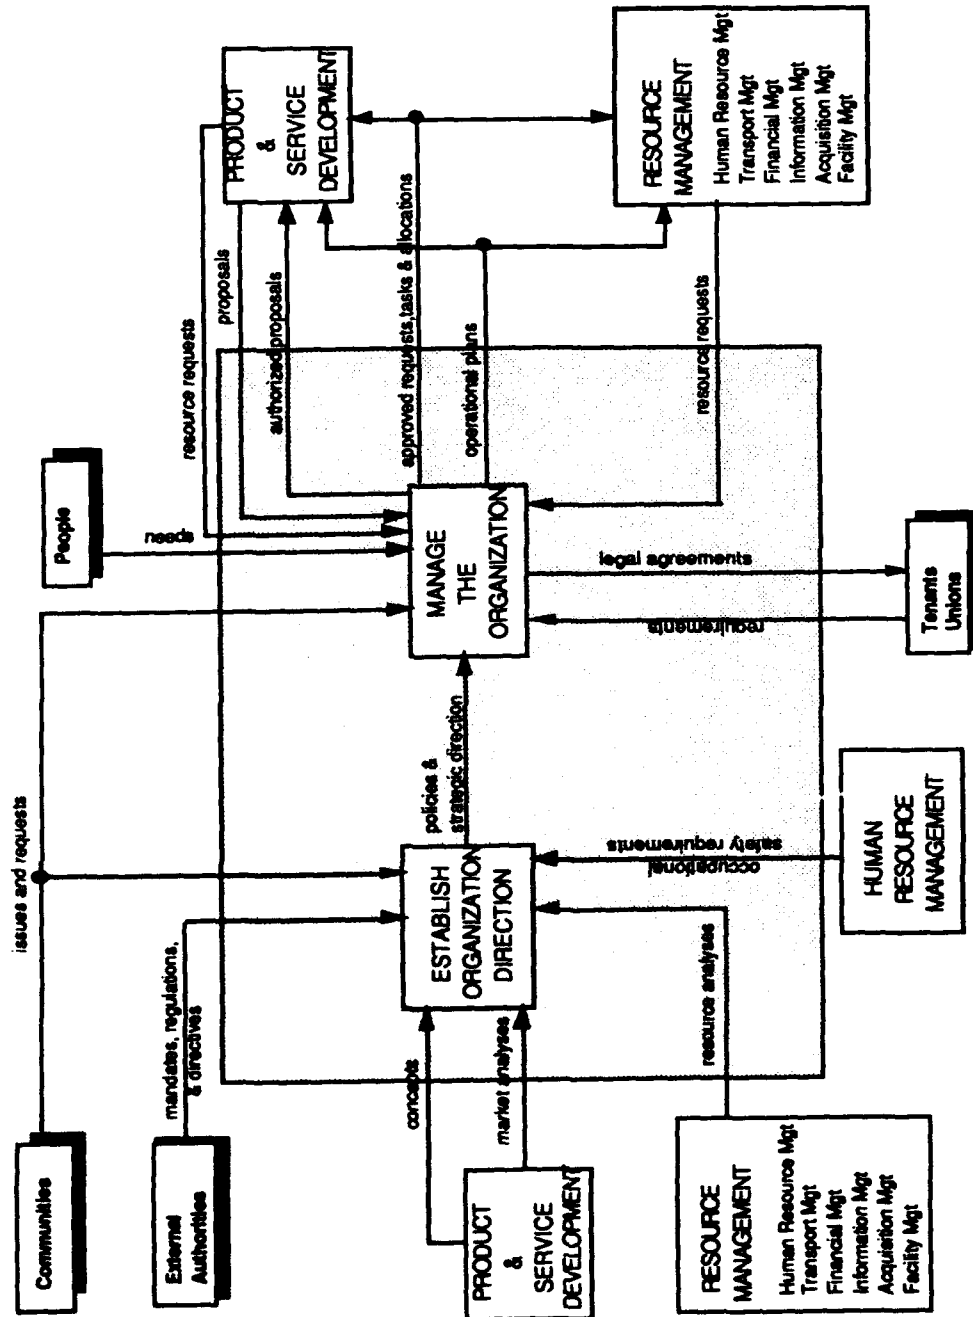 Communities
issues and requests
External
Authorities
mandates, regulations,
& directives
People
needs
resource requests
proposals
authorized proposals
approved requests,tasks & allocations
operational plans
PRODUCT
&
SERVICE
DEVELOPMENT
concepts
market analyses
ESTABLISH
ORGANIZATION
DIRECTION
policies &
strategic direction
MANAGE
THE
ORGANIZATION
PRODUCT
&
SERVICE
DEVELOPMENT
RESOURCE
MANAGEMENT
Human Resource Mgt
Transport Mgt
Financial Mgt
Information Mgt
Acquisition Mgt
Facility Mgt
resource analyses
occupational
safety requirements
HUMAN
RESOURCE
MANAGEMENT
requirements
legal agreements
Tenants
Unions
resource requests
RESOURCE
MANAGEMENT
Human Resource Mgt
Transport Mgt
Financial Mgt
Information Mgt
Acquisition Mgt
Facility Mgt